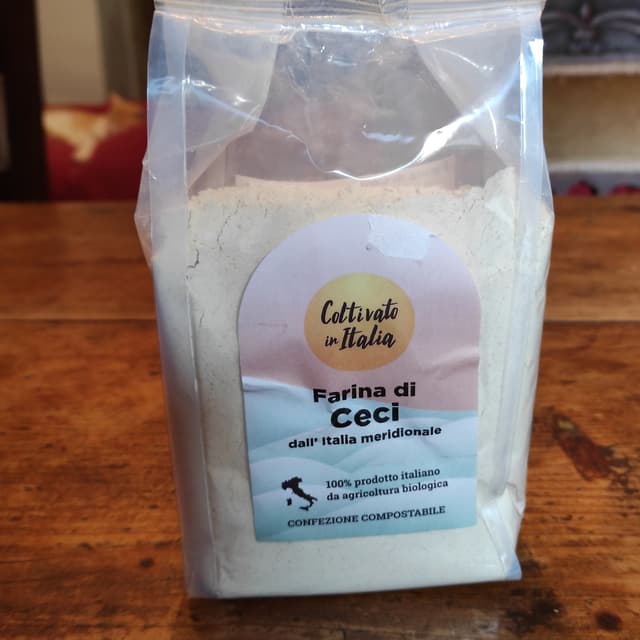 Coltivato
in Italia
Farina di
Ceci
dall' Italia meridionale
100% prodotto italiano
da agricoltura biologica
CONFEZIONE COMPOSTABILE